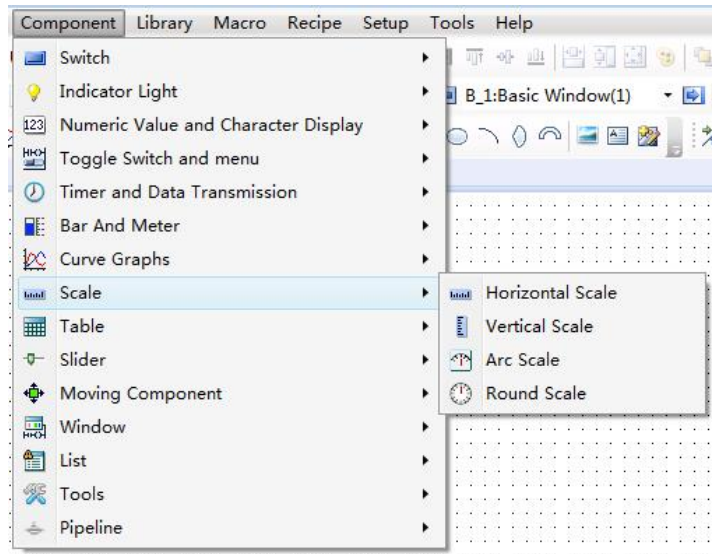 Component Library Macro Recipe Setup Tools Help
Switch
Indicator Light
B_1:Basic Window(1)
123 Numeric Value and Character Display
Toggle Switch and menu
Timer and Data Transmission
Bar And Meter
Curve Graphs
Scale
Horizontal Scale
Table
Vertical Scale
Slider
Arc Scale
Moving Component
Round Scale
Window
List
Tools
Pipeline